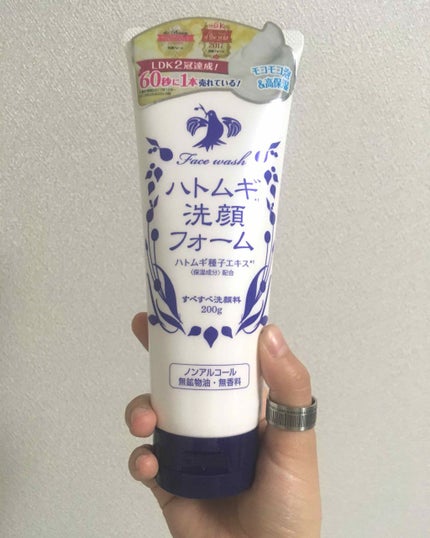 LDK2冠達成!
60秒に1本売れている!
モコモコ泡
&高保湿
Face wash
ハトムギ
洗顔
フォーム
ハトムギ種子エキス*¹
(保湿成分) 配合
すべすべ洗顔料
200g
ノンアルコール
無鉱物油・無香料